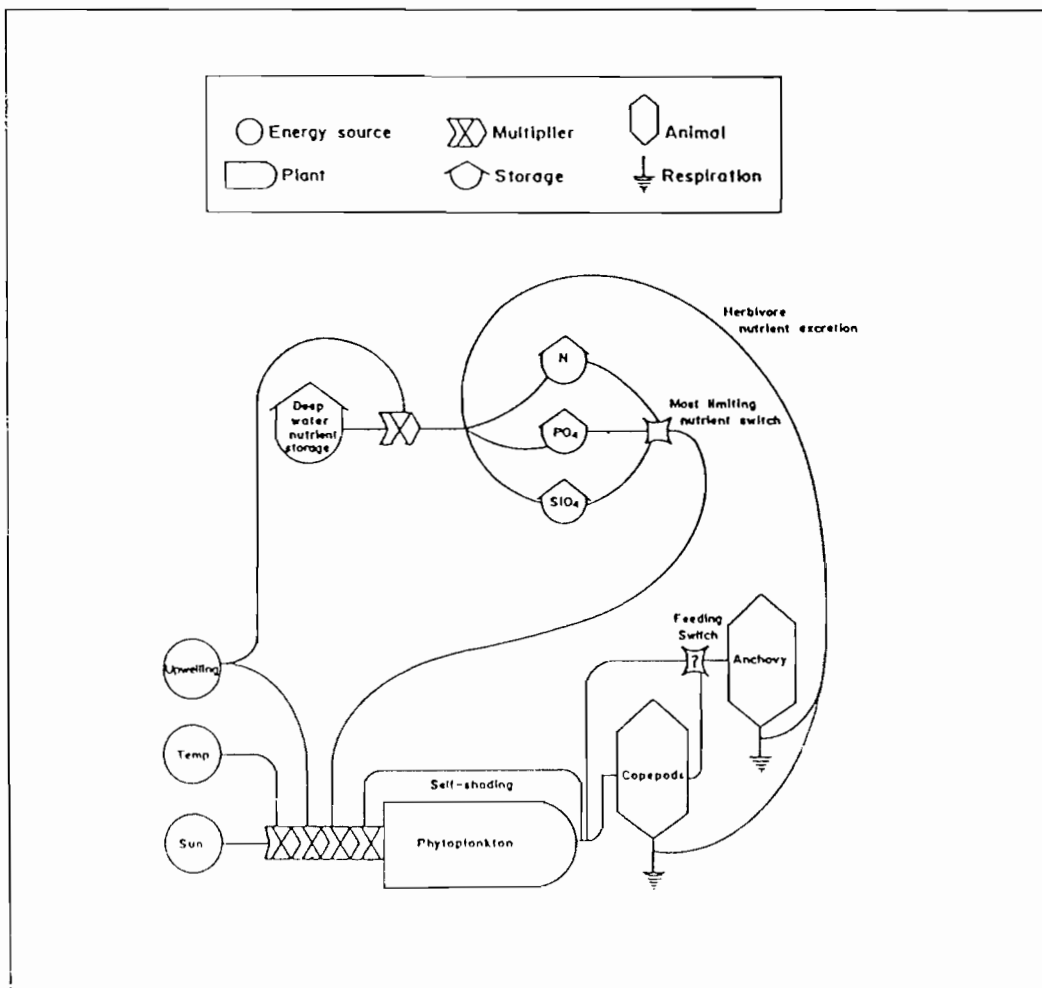 Energy source
Multiplier
Animal
Plant
Storage
Respiration
Herbivore
nutrient excretion
N
Most limiting
nutrient switch
Deep
water
nutrient
storage
PO₄
SIO₄
Feeding
Switch
Upwelling
?
Anchovy
Temp
Copepods
Self-shading
Sun
Phytoplankton